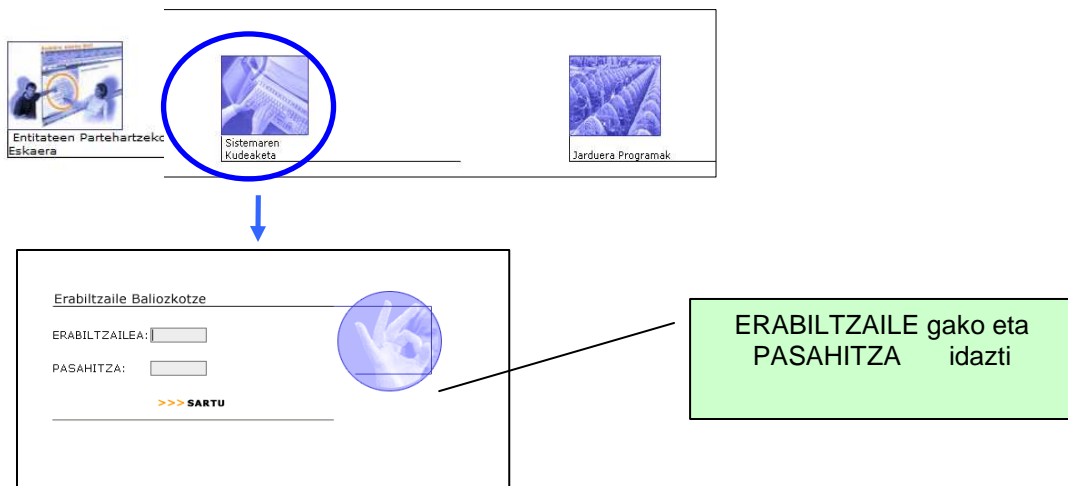 Entitateen Partehartzeko
Eskaera
Sistemaren
Kudeaketa
Jarduera Programak
Erabiltzaile Baliozkotze
ERABILTZAILEA:
PASAHITZA:
>>> SARTU
ERABILTZAILE gako eta
PASAHITZA idazti